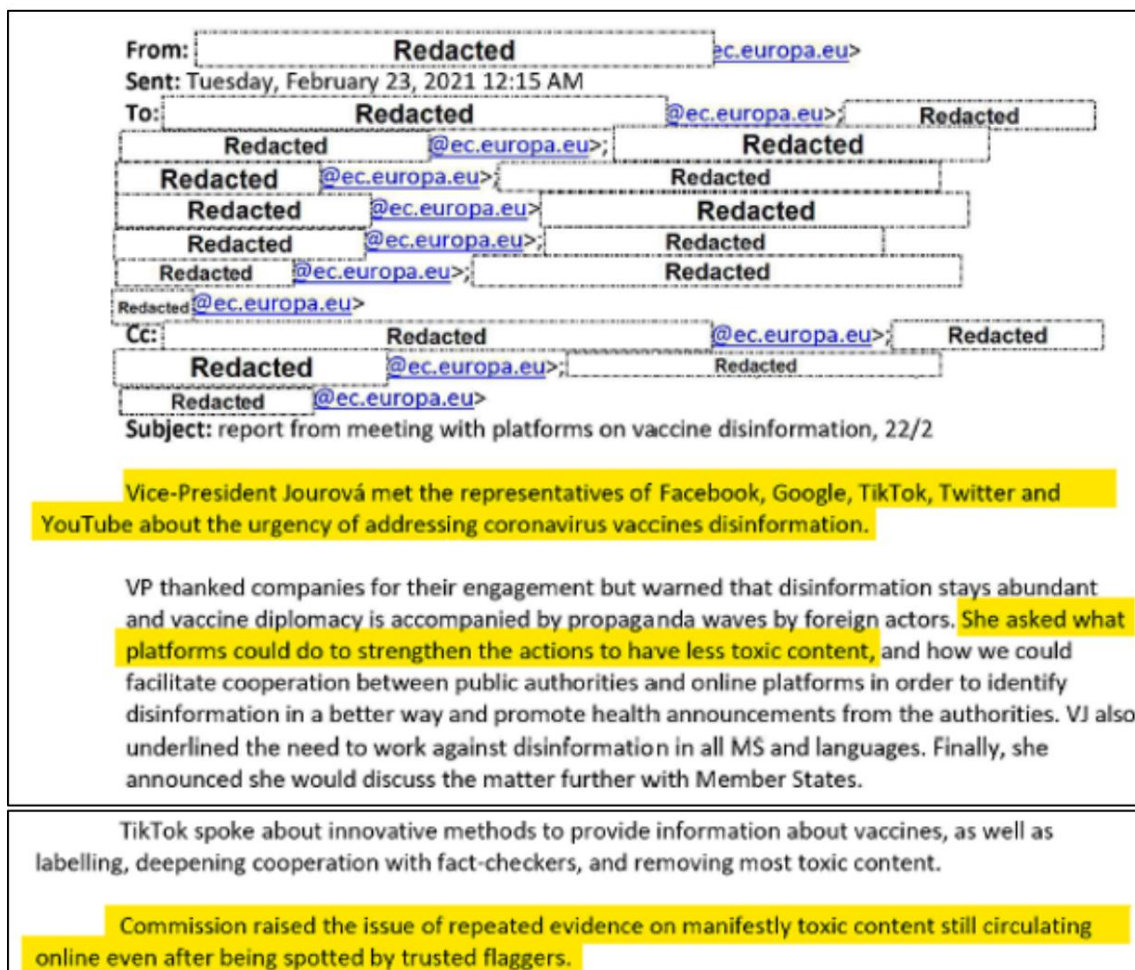 From: Redacted ec.europa.eu>
Sent: Tuesday, February 23, 2021 12:15 AM
To: Redacted @ec.europa.eu>; Redacted
Redacted @ec.europa.eu>; Redacted
Redacted @ec.europa.eu>; Redacted
Redacted @ec.europa.eu> Redacted
Redacted @ec.europa.eu>; Redacted
Redacted @ec.europa.eu>; Redacted
Redacted @ec.europa.eu>
Cc: Redacted @ec.europa.eu>; Redacted
Redacted @ec.europa.eu>; Redacted
Redacted @ec.europa.eu>
Subject: report from meeting with platforms on vaccine disinformation, 22/2
Vice-President Jourová met the representatives of Facebook, Google, TikTok, Twitter and
YouTube about the urgency of addressing coronavirus vaccines disinformation.
VP thanked companies for their engagement but warned that disinformation stays abundant
and vaccine diplomacy is accompanied by propaganda waves by foreign actors. She asked what
platforms could do to strengthen the actions to have less toxic content, and how we could
facilitate cooperation between public authorities and online platforms in order to identify
disinformation in a better way and promote health announcements from the authorities. VJ also
underlined the need to work against disinformation in all MS and languages. Finally, she
announced she would discuss the matter further with Member States.
TikTok spoke about innovative methods to provide information about vaccines, as well as
labelling, deepening cooperation with fact-checkers, and removing most toxic content.
Commission raised the issue of repeated evidence on manifestly toxic content still circulating
online even after being spotted by trusted flaggers.